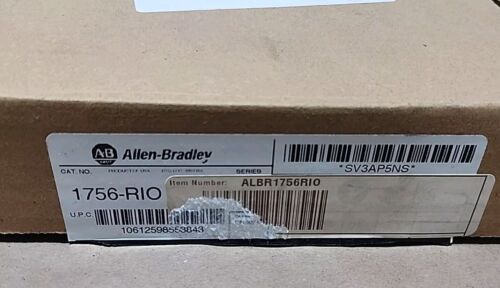 AB Allen-Bradley
CAT. NO. SERIES
*SV3AP5NS*
1756-RIO
Item Number: ALBR1756RIO
U.P.C
10612598553843